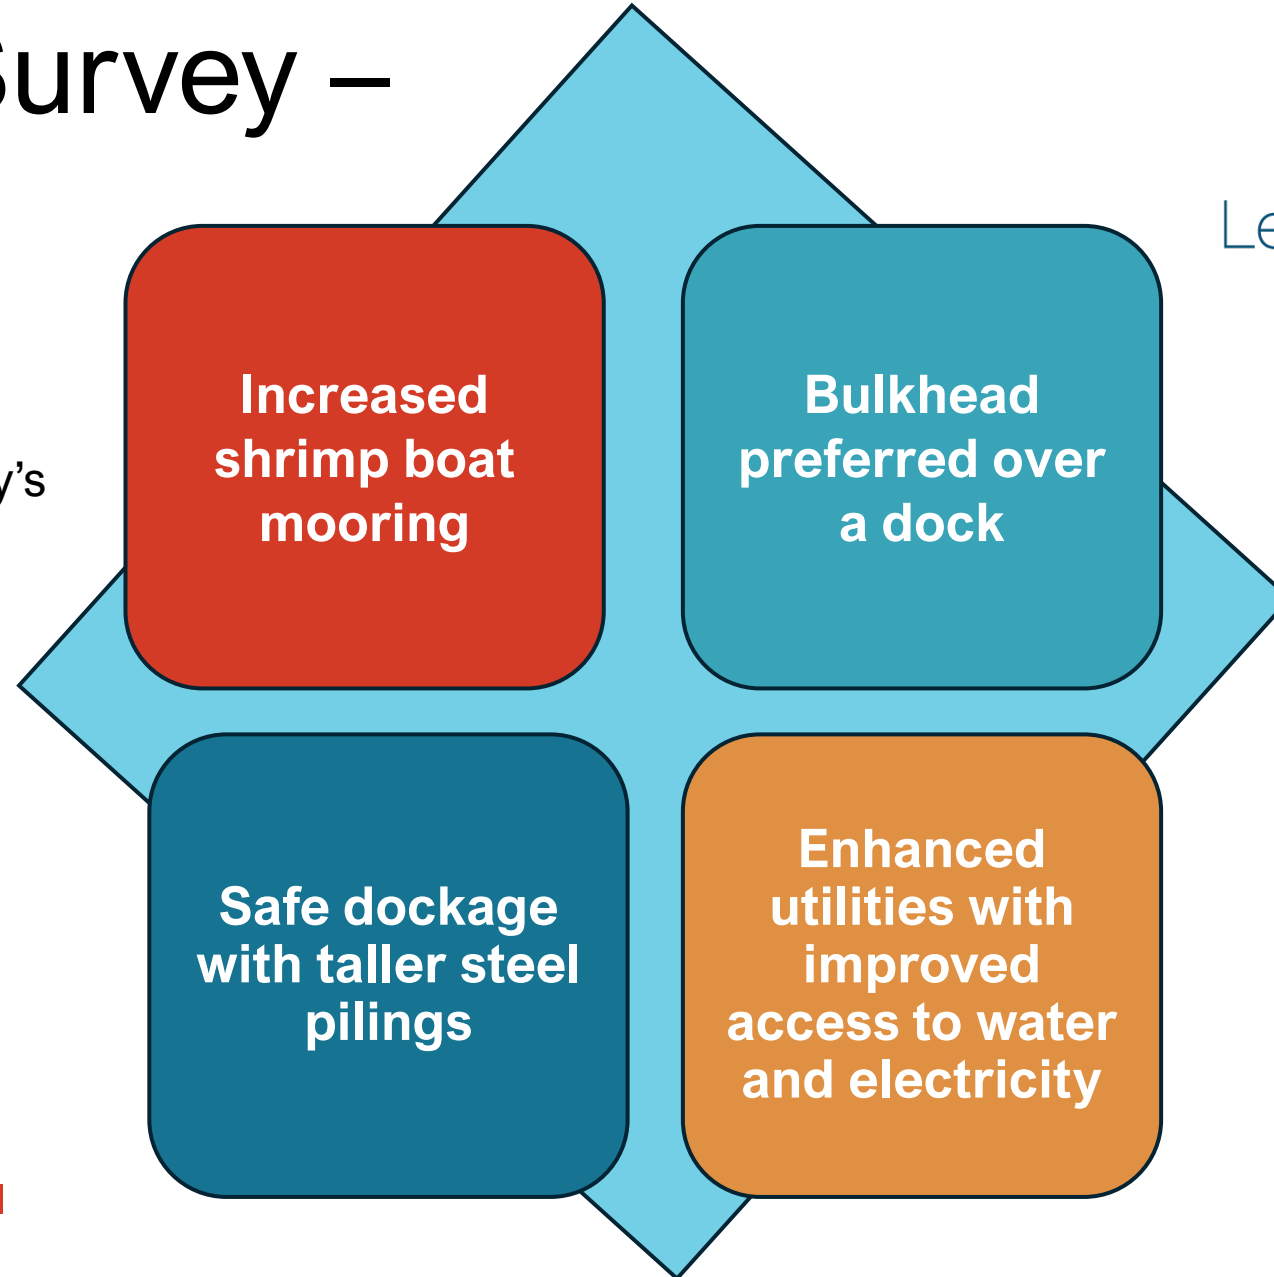 Survey –
Le
y's
Increased
shrimp boat
mooring
Bulkhead
preferred over
a dock
Safe dockage
with taller steel
pilings
Enhanced
utilities with
improved
access to water
and electricity